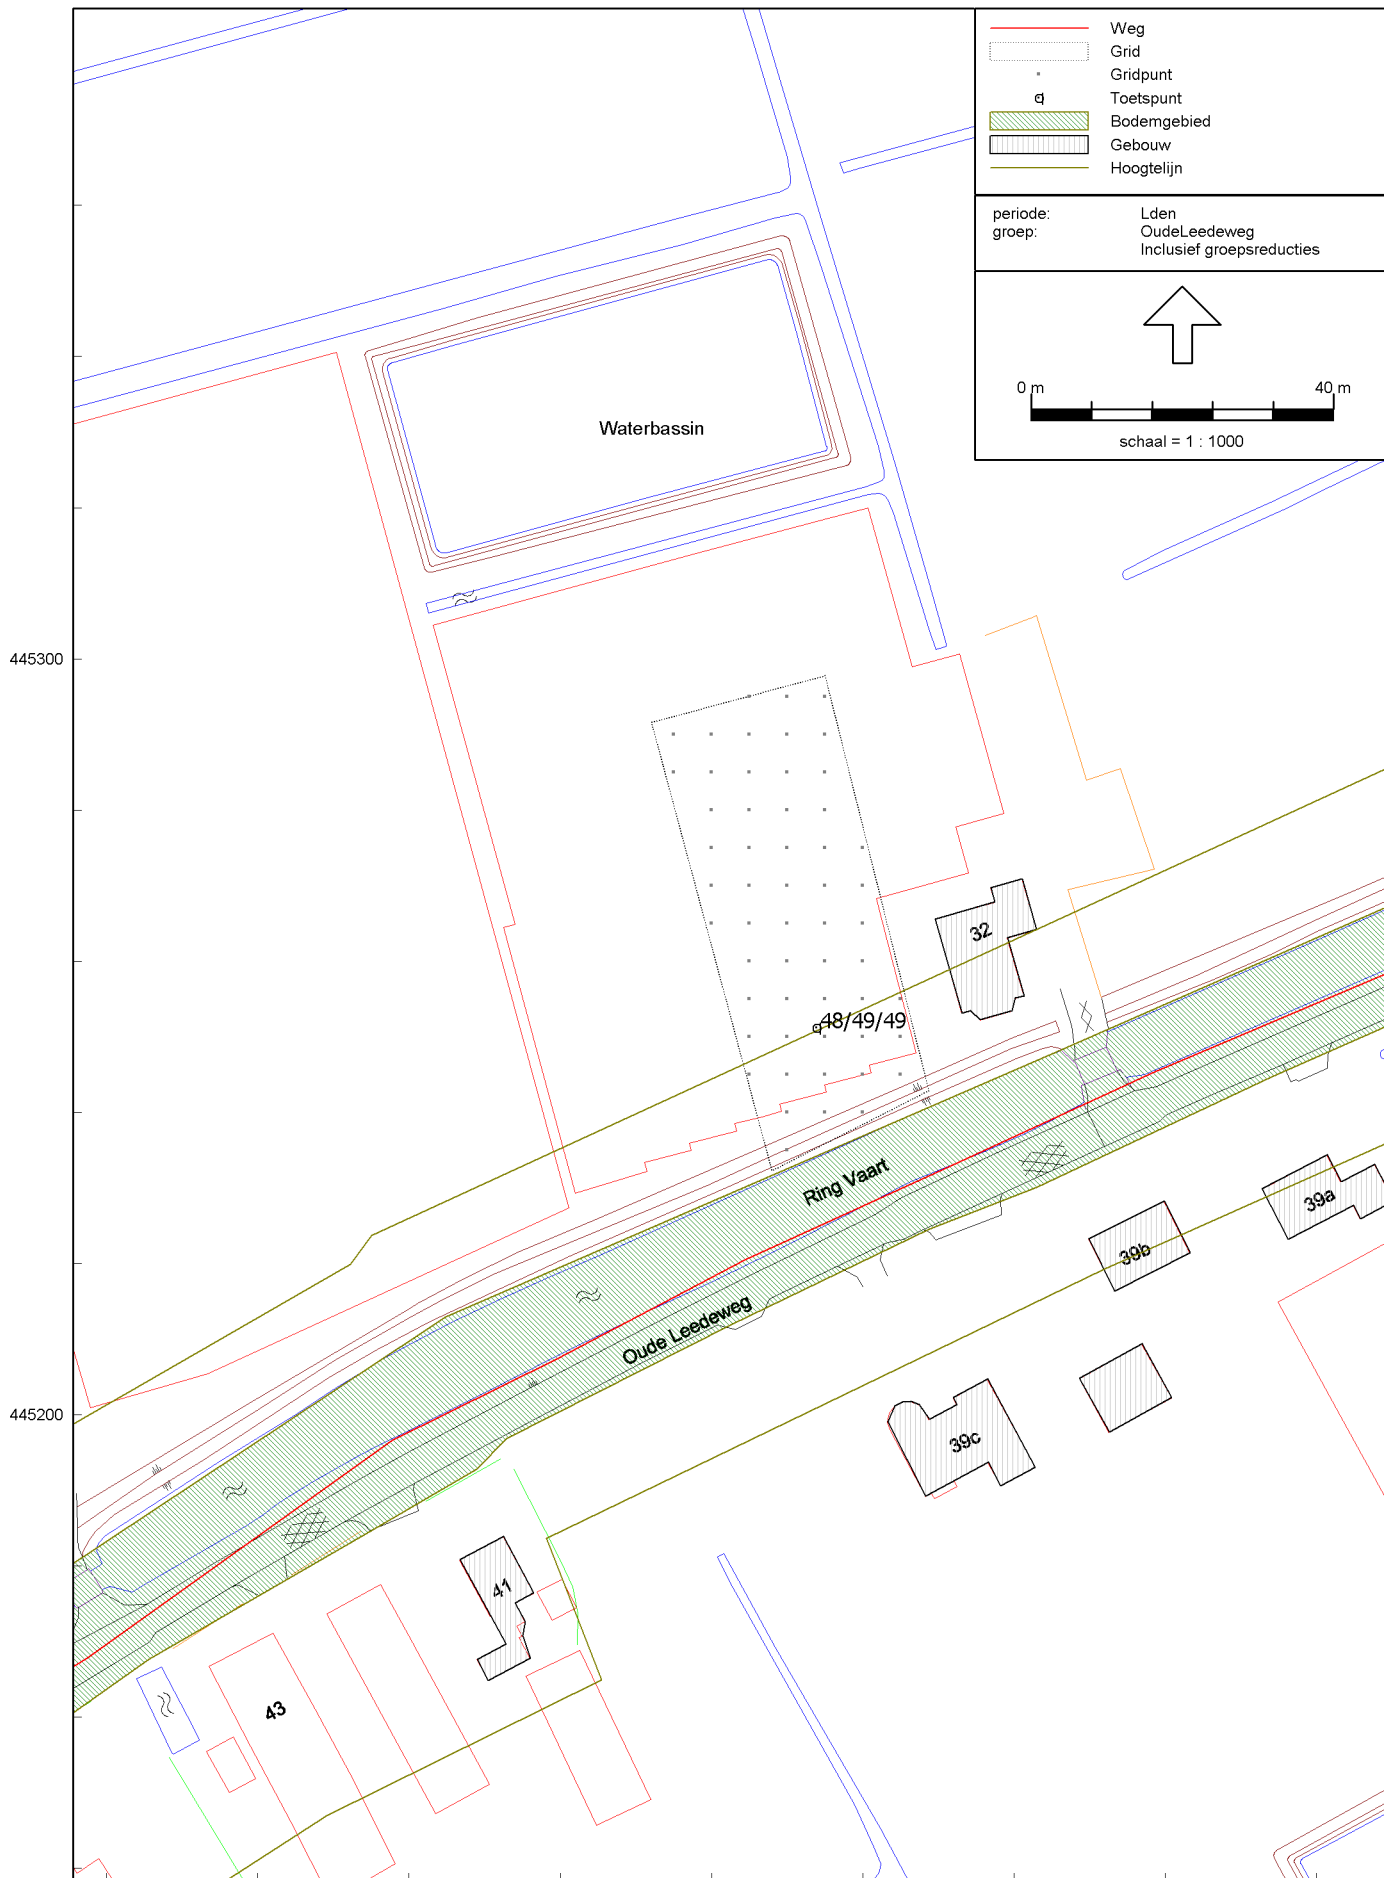 Weg
Grid
Gridpunt
Toetspunt
Bodemgebied
Gebouw
Hoogtelijn
periode: Lden
groep: OudeLeedeweg
Inclusief groepsreducties
0 m 40 m
schaal = 1 : 1000
Waterbassin
445300
32
48/49/49
Ring Vaart
39a
39b
Oude Leedeweg
445200
39c
41
43